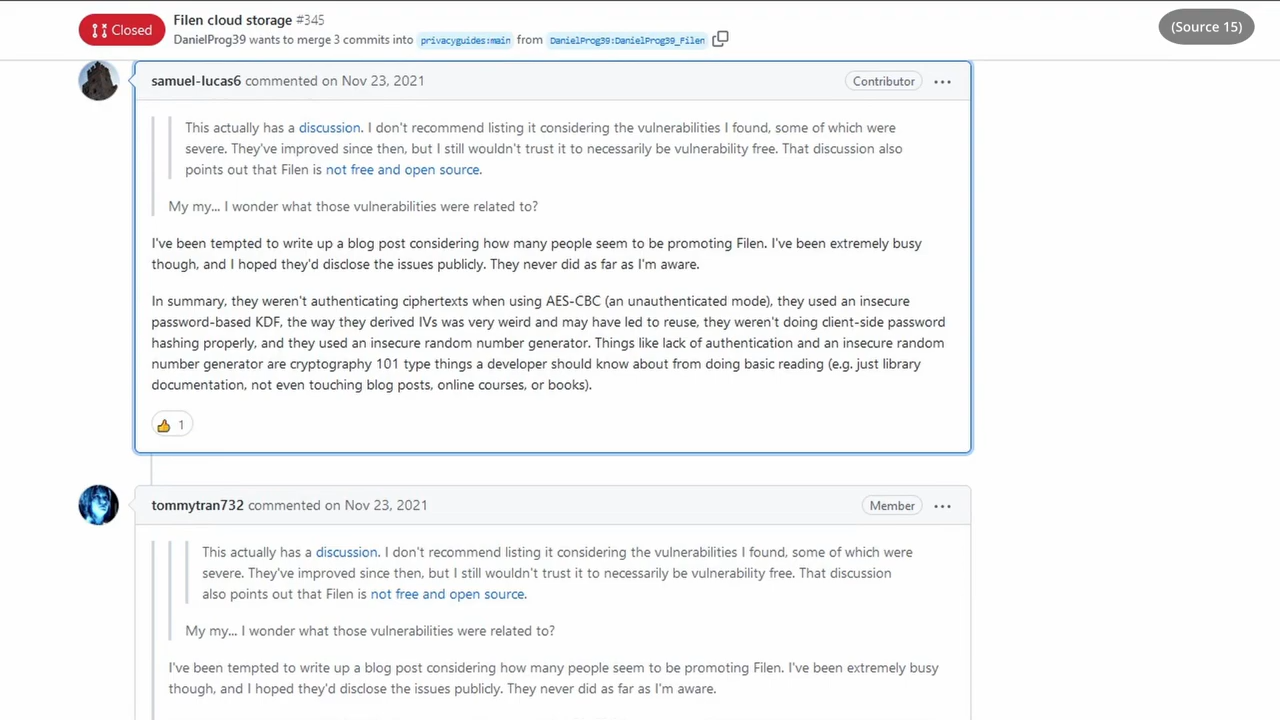 Closed
Filen cloud storage #345
DanielProg39 wants to merge 3 commits into privacyguides:main from DanielProg39:DanielProg39_Filen
(Source 15)
samuel-lucas6 commented on Nov 23, 2021
Contributor
This actually has a discussion. I don't recommend listing it considering the vulnerabilities I found, some of which were
severe. They've improved since then, but I still wouldn't trust it to necessarily be vulnerability free. That discussion also
points out that Filen is not free and open source.
My my... I wonder what those vulnerabilities were related to?
I've been tempted to write up a blog post considering how many people seem to be promoting Filen. I've been extremely busy
though, and I hoped they'd disclose the issues publicly. They never did as far as I'm aware.
In summary, they weren't authenticating ciphertexts when using AES-CBC (an unauthenticated mode), they used an insecure
password-based KDF, the way they derived IVs was very weird and may have led to reuse, they weren't doing client-side password
hashing properly, and they used an insecure random number generator. Things like lack of authentication and an insecure random
number generator are cryptography 101 type things a developer should know about from doing basic reading (e.g. just library
documentation, not even touching blog posts, online courses, or books).
1
tommytran732 commented on Nov 23, 2021
Member
This actually has a discussion. I don't recommend listing it considering the vulnerabilities I found, some of which were
severe. They've improved since then, but I still wouldn't trust it to necessarily be vulnerability free. That discussion
also points out that Filen is not free and open source.
My my... I wonder what those vulnerabilities were related to?
I've been tempted to write up a blog post considering how many people seem to be promoting Filen. I've been extremely busy
though, and I hoped they'd disclose the issues publicly. They never did as far as I'm aware.